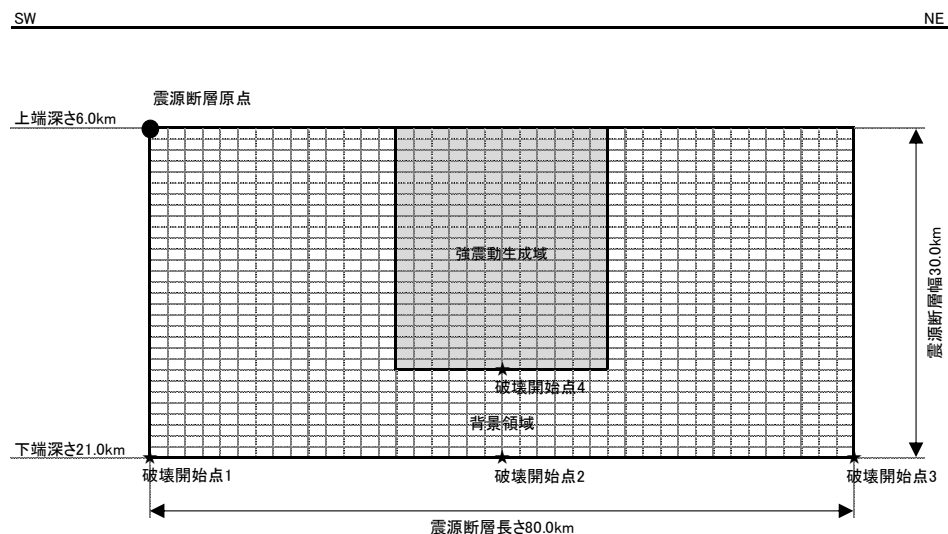 SW
NE
震源断層原点
上端深さ6.0km
強震動生成域
震源断層幅30.0km
破壊開始点4
背景領域
下端深さ21.0km
破壊開始点1
破壊開始点2
破壊開始点3
震源断層長さ80.0km